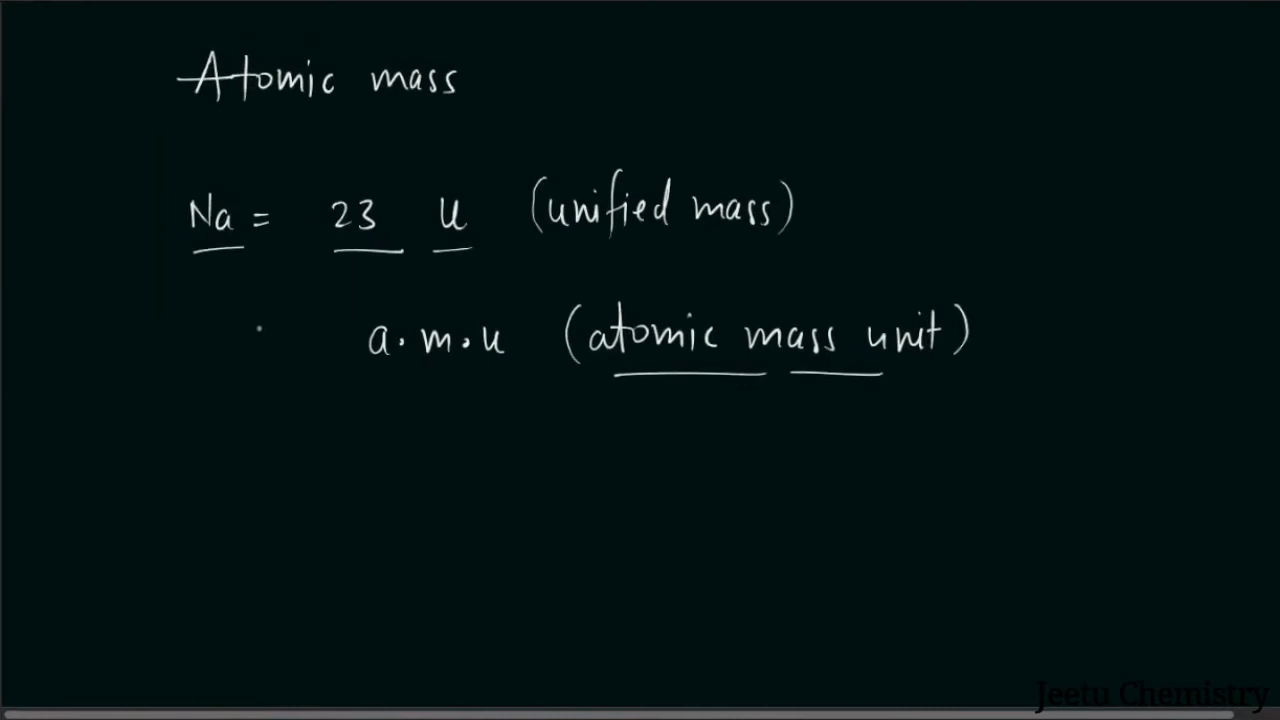 Atomic mass
Na = 23 u (unified mass)
a.m.u (atomic mass unit)
Jeetu Chemistry